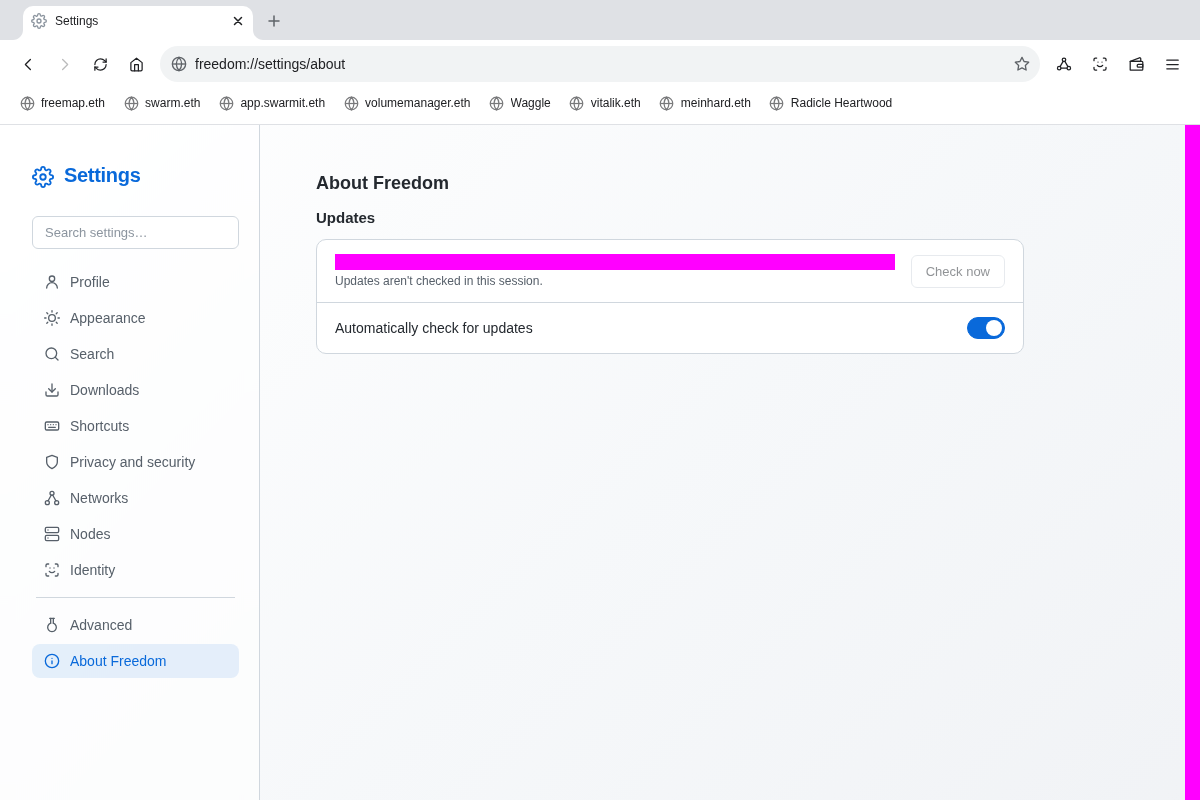 Settings
freedom://settings/about
freemap.eth
swarm.eth
app.swarmit.eth
volumemanager.eth
Waggle
vitalik.eth
meinhard.eth
Radicle Heartwood
Settings
Search settings…
Profile
Appearance
Search
Downloads
Shortcuts
Privacy and security
Networks
Nodes
Identity
Advanced
About Freedom
About Freedom
Updates
Updates aren't checked in this session.
Check now
Automatically check for updates